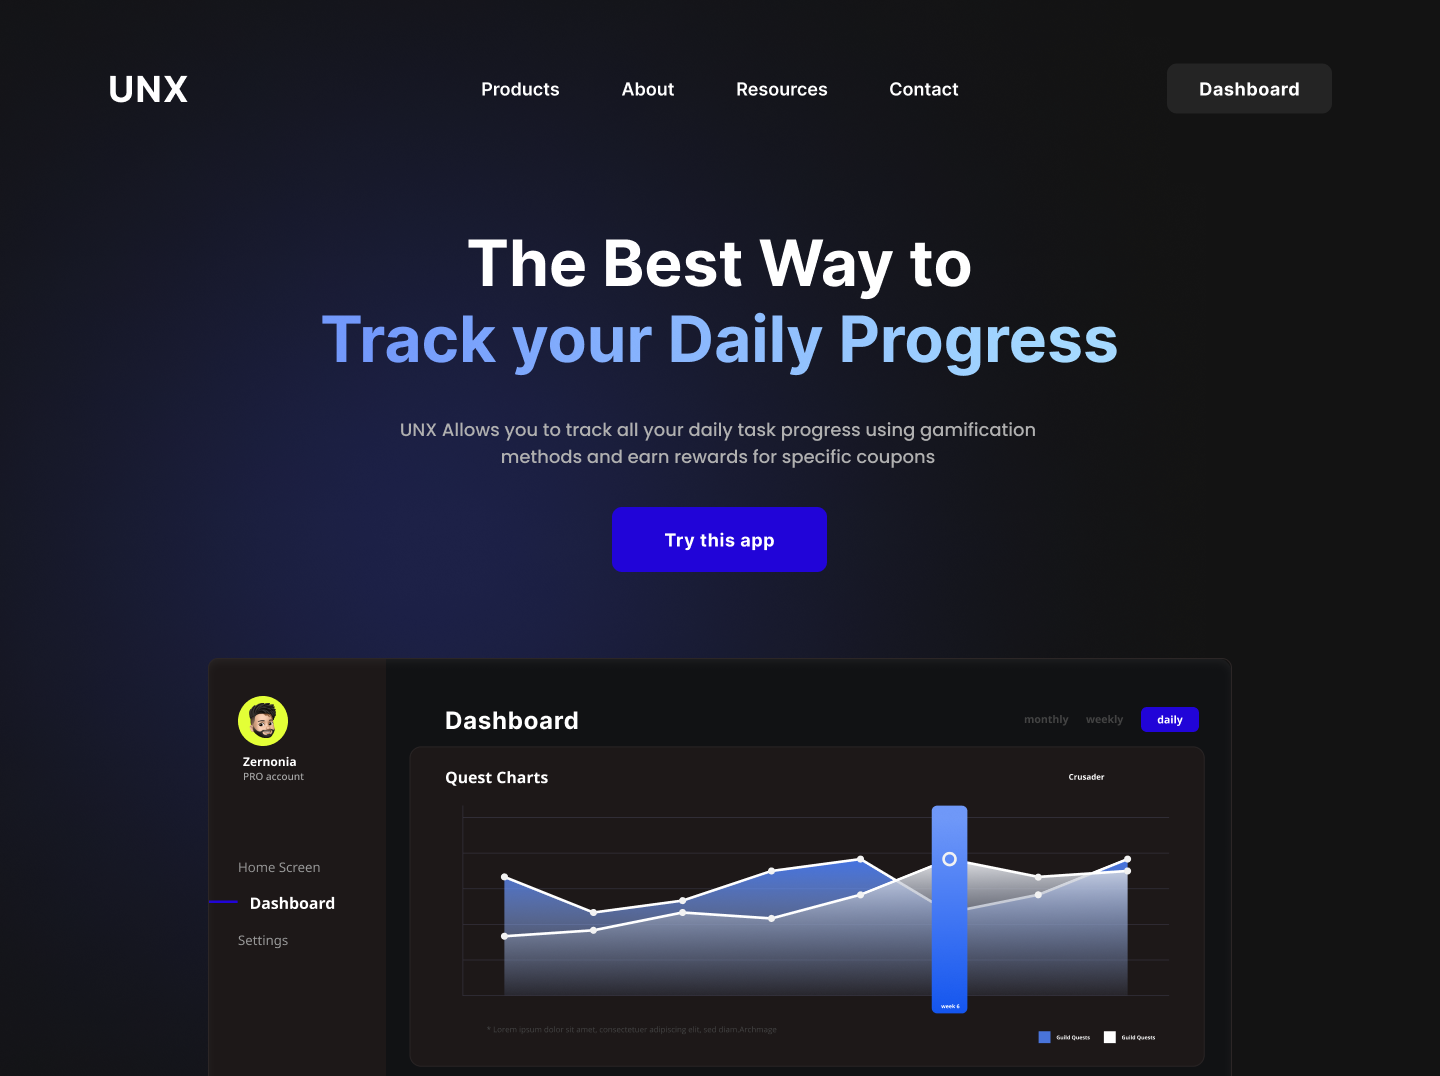 UNX
Products About Resources Contact
Dashboard
The Best Way to
Track your Daily Progress
UNX Allows you to track all your daily task progress using gamification
methods and earn rewards for specific coupons
Try this app
Zernonia
PRO account
Home Screen
Dashboard
Settings
Dashboard
monthly weekly daily
Quest Charts
Crusader
week 6
* Lorem ipsum dolor sit amet, consectetuer adipiscing elit, sed diam.Archmage
Guild Quests Guild Quests